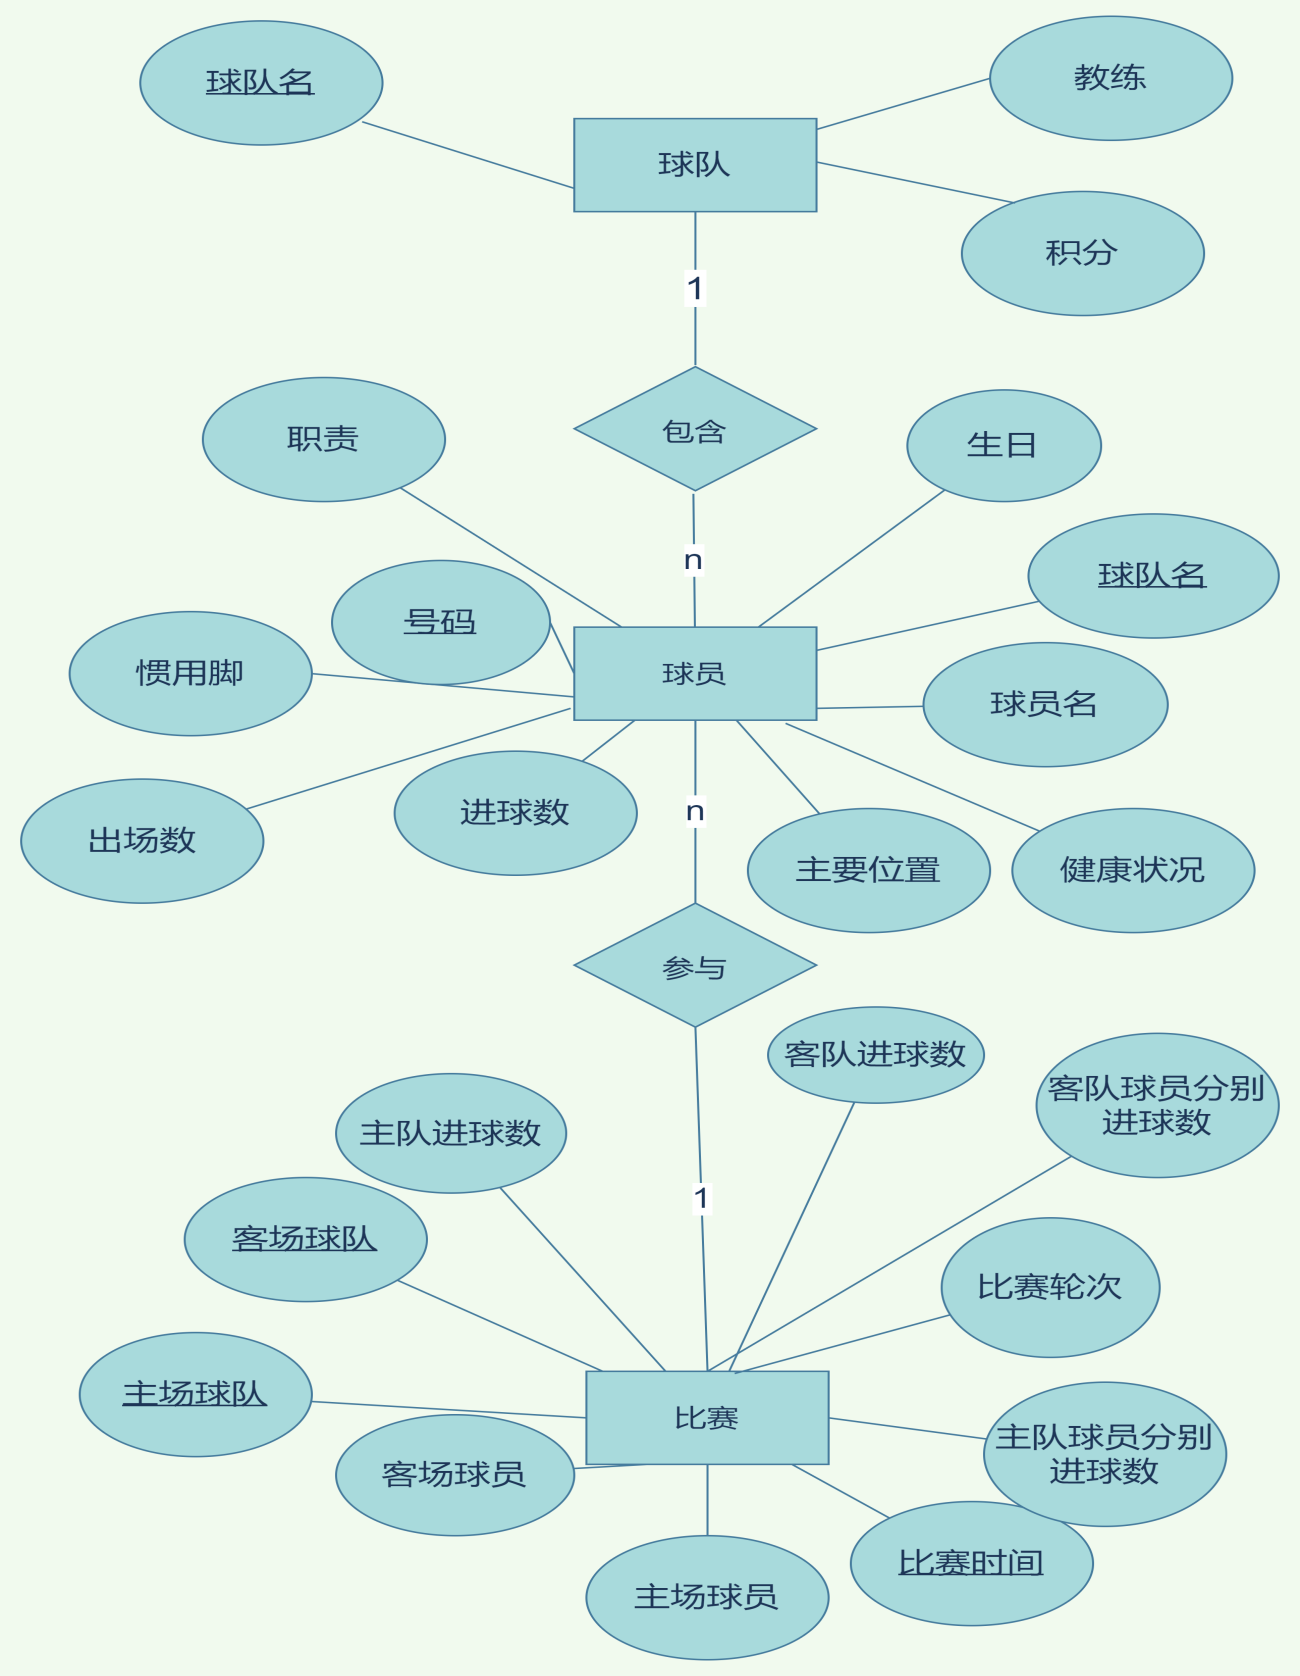 球队名
教练
球队
积分
1
包含
职责
生日
n
球队名
号码
惯用脚
球员
球员名
进球数
n
出场数
主要位置
健康状况
参与
客队进球数
客队球员分别
进球数
主队进球数
1
客场球队
比赛轮次
主场球队
比赛
主队球员分别
进球数
客场球员
比赛时间
主场球员